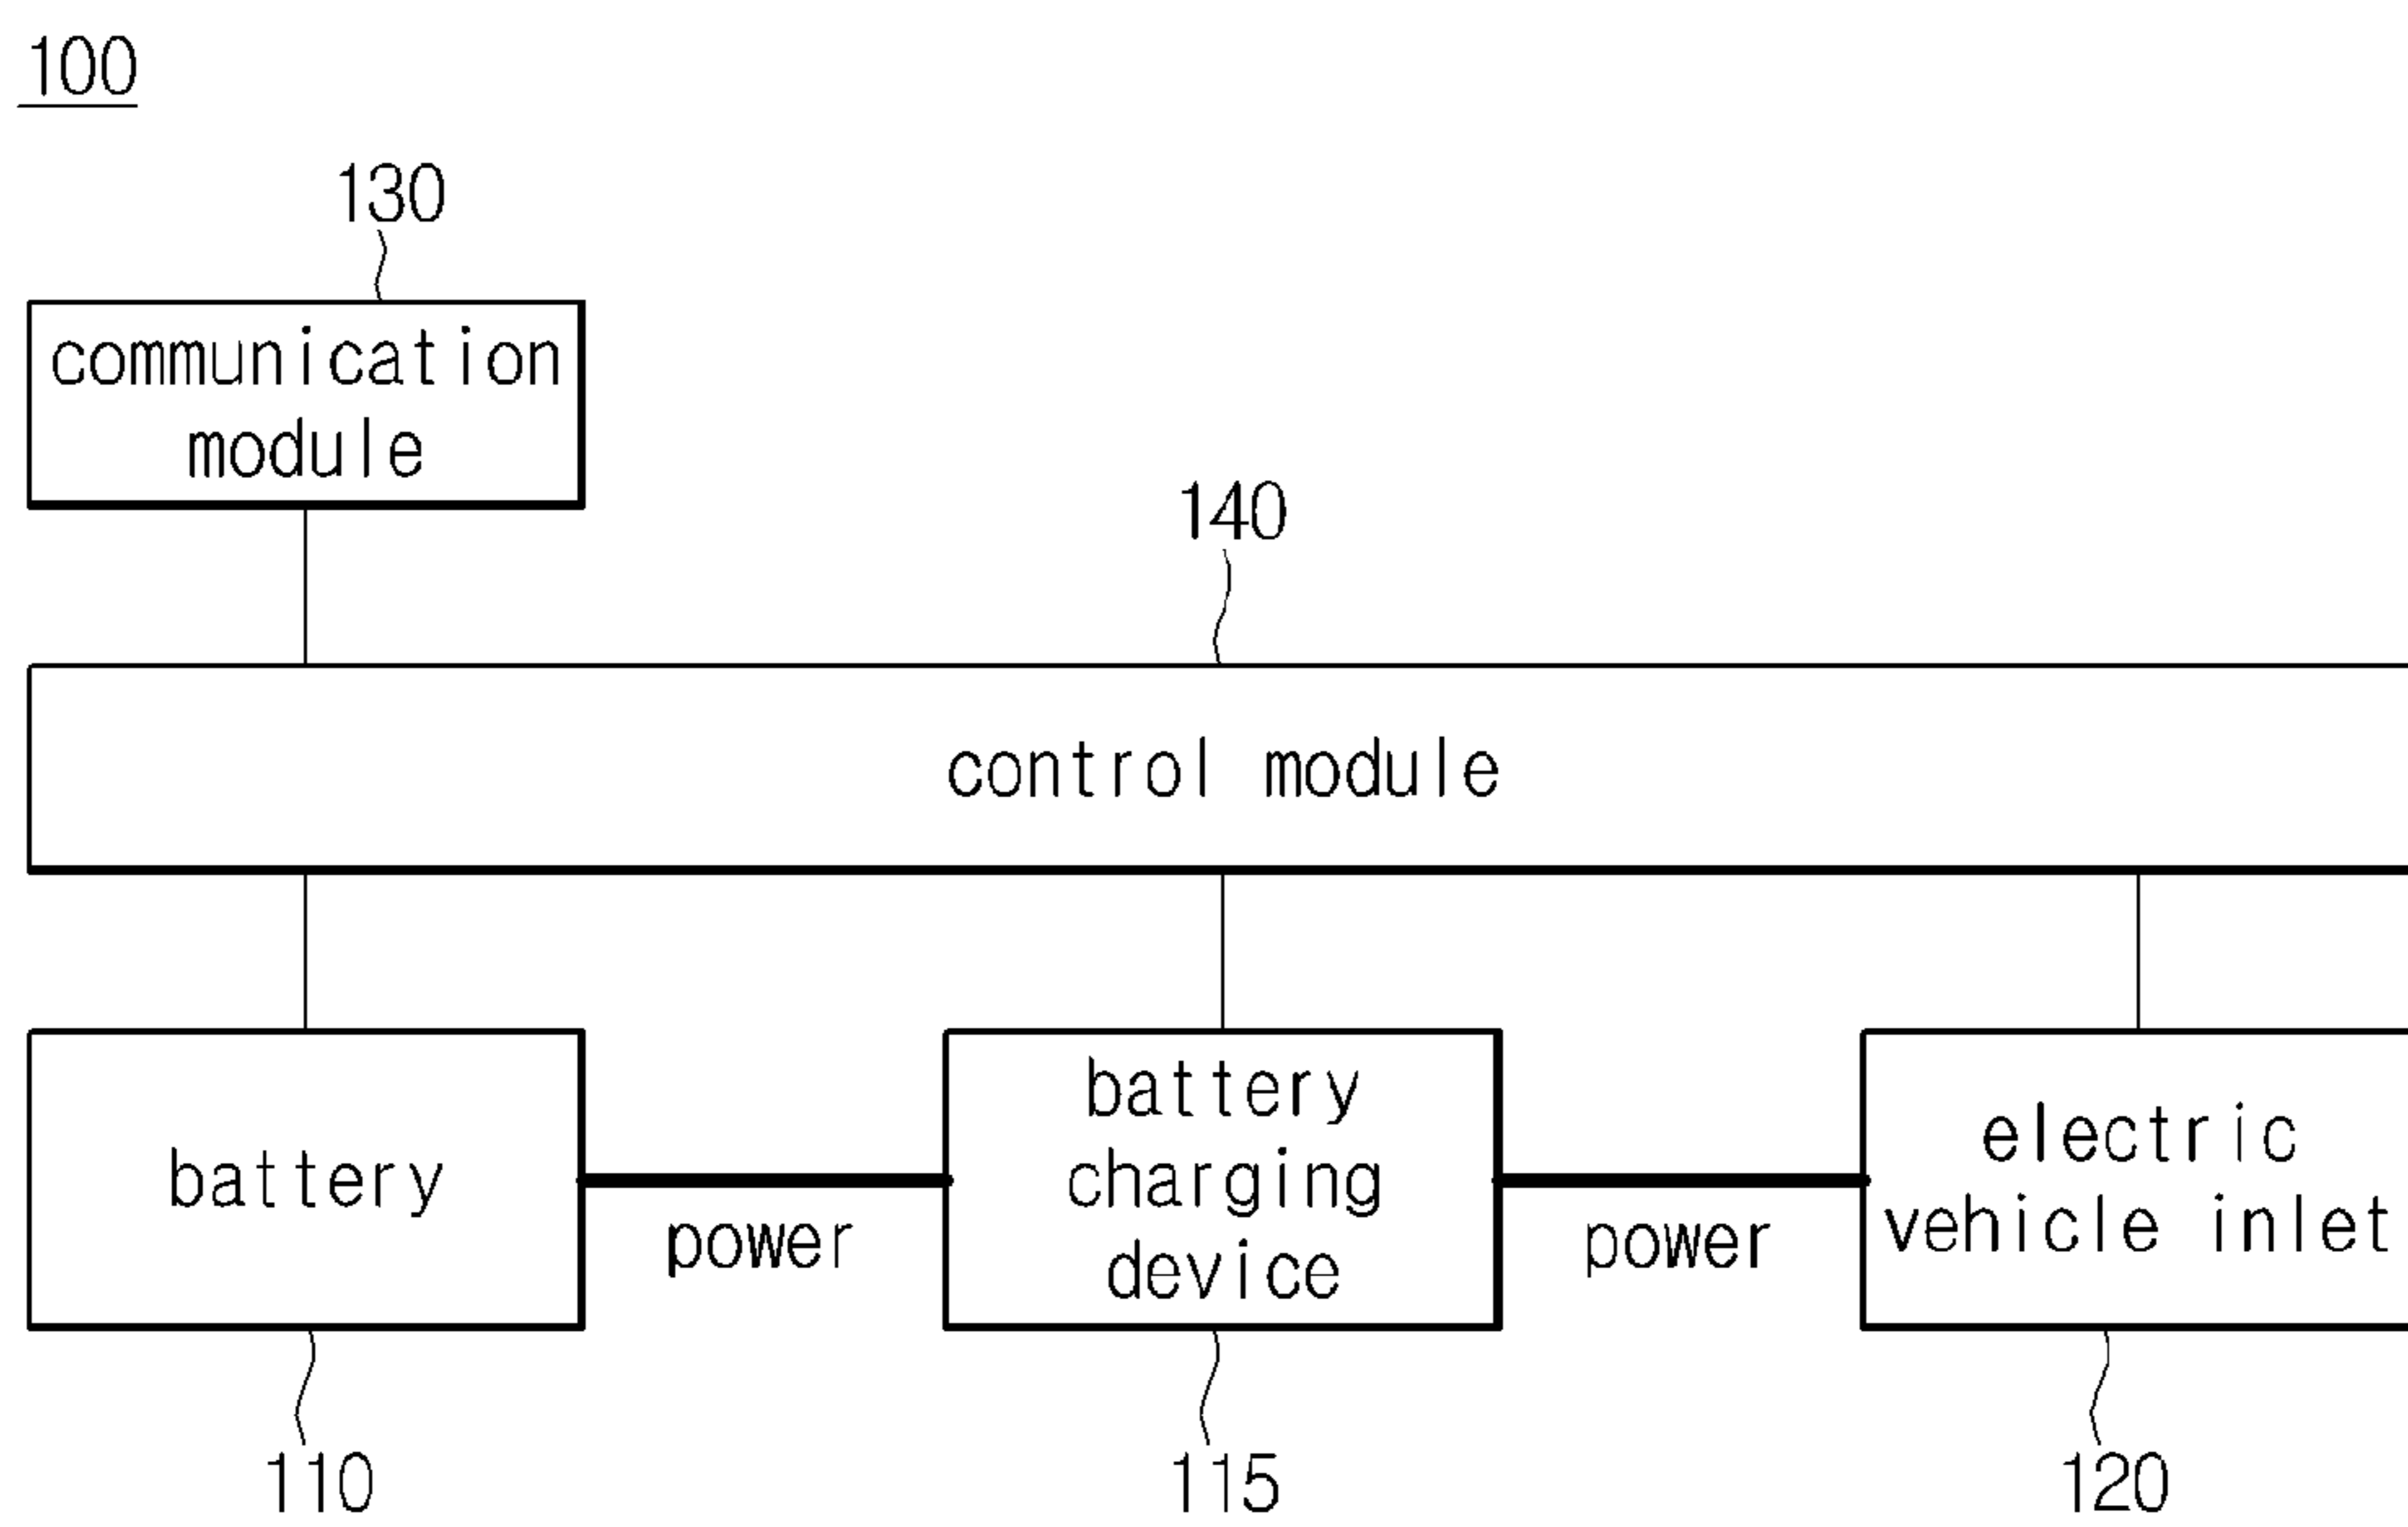 100
130
communication
module
140
control module
battery
power
battery
charging
device
power
electric
vehicle inlet
110
115
120